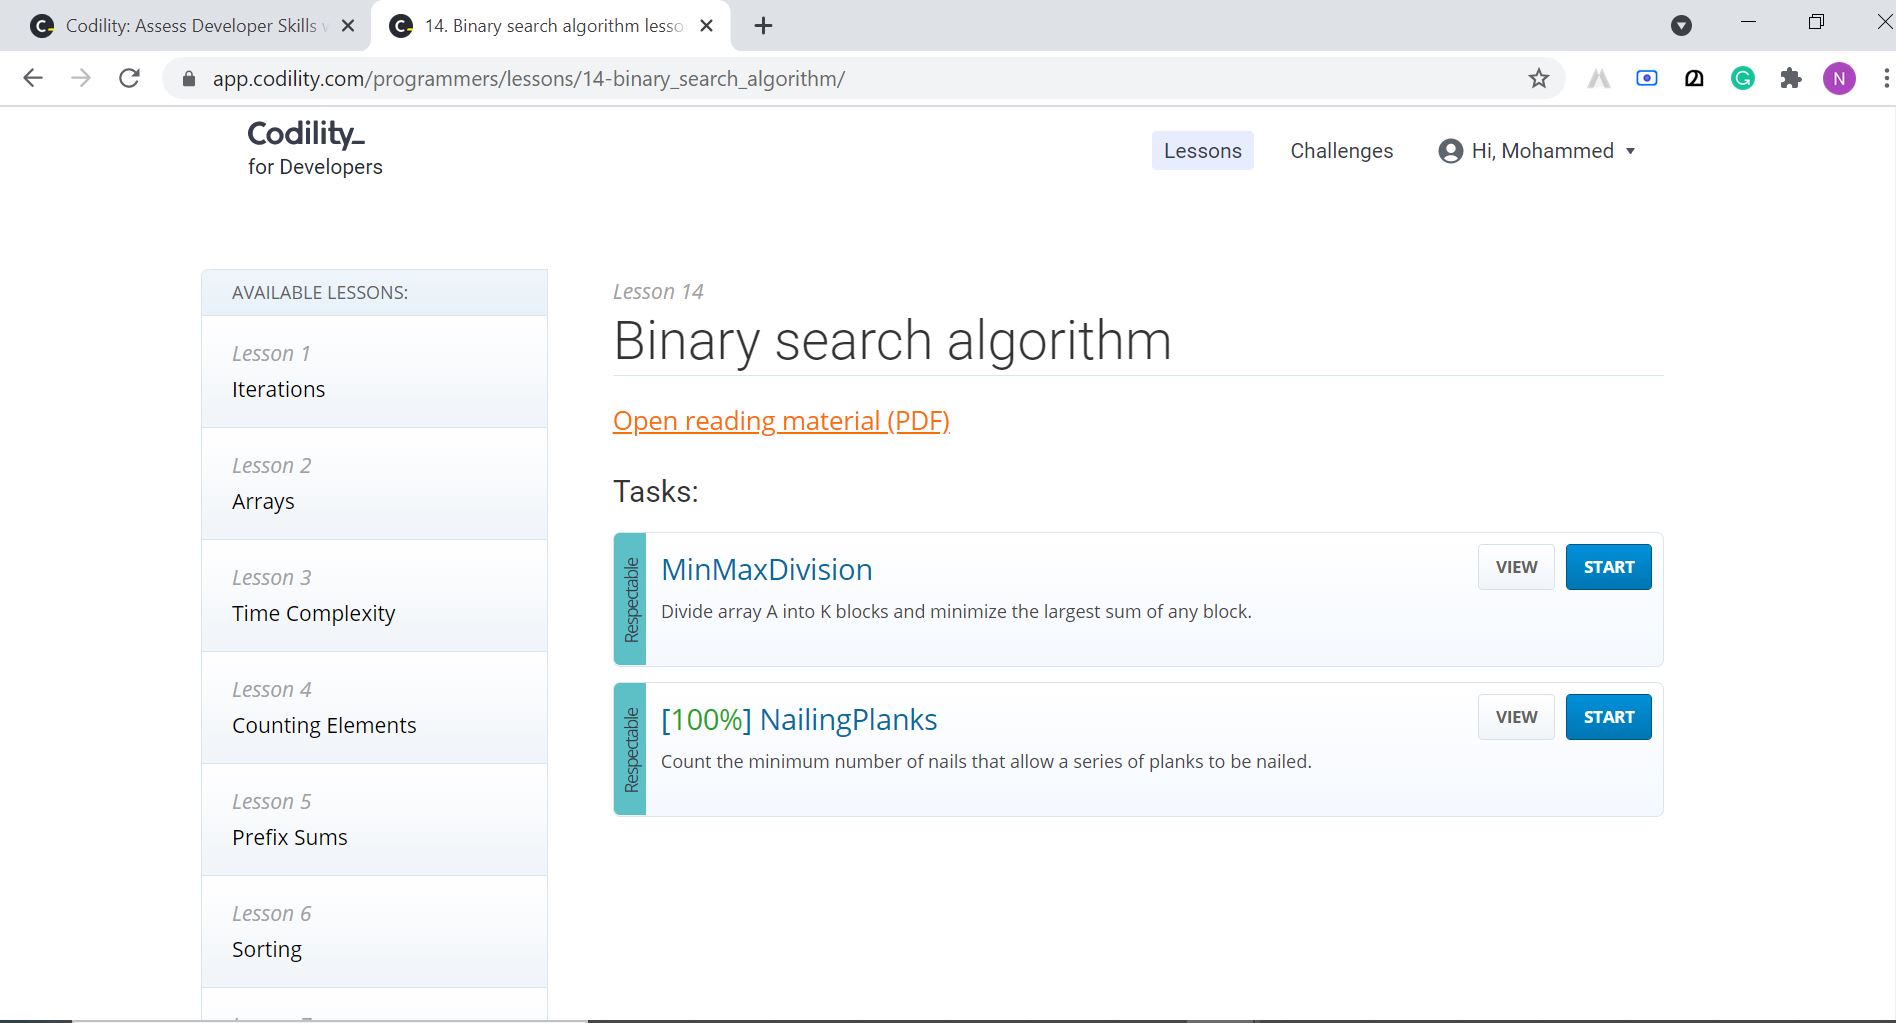 Codility: Assess Developer Skills
14. Binary search algorithm lesso
app.codility.com/programmers/lessons/14-binary_search_algorithm/
N
Codility_
for Developers
Lessons
Challenges
Hi, Mohammed
AVAILABLE LESSONS:
Lesson 1
Iterations
Lesson 2
Arrays
Lesson 3
Time Complexity
Lesson 4
Counting Elements
Lesson 5
Prefix Sums
Lesson 6
Sorting
Lesson 14
Binary search algorithm
Open reading material (PDF)
Tasks:
Respectable
MinMaxDivision
Divide array A into K blocks and minimize the largest sum of any block.
VIEW
START
Respectable
[100%] NailingPlanks
Count the minimum number of nails that allow a series of planks to be nailed.
VIEW
START